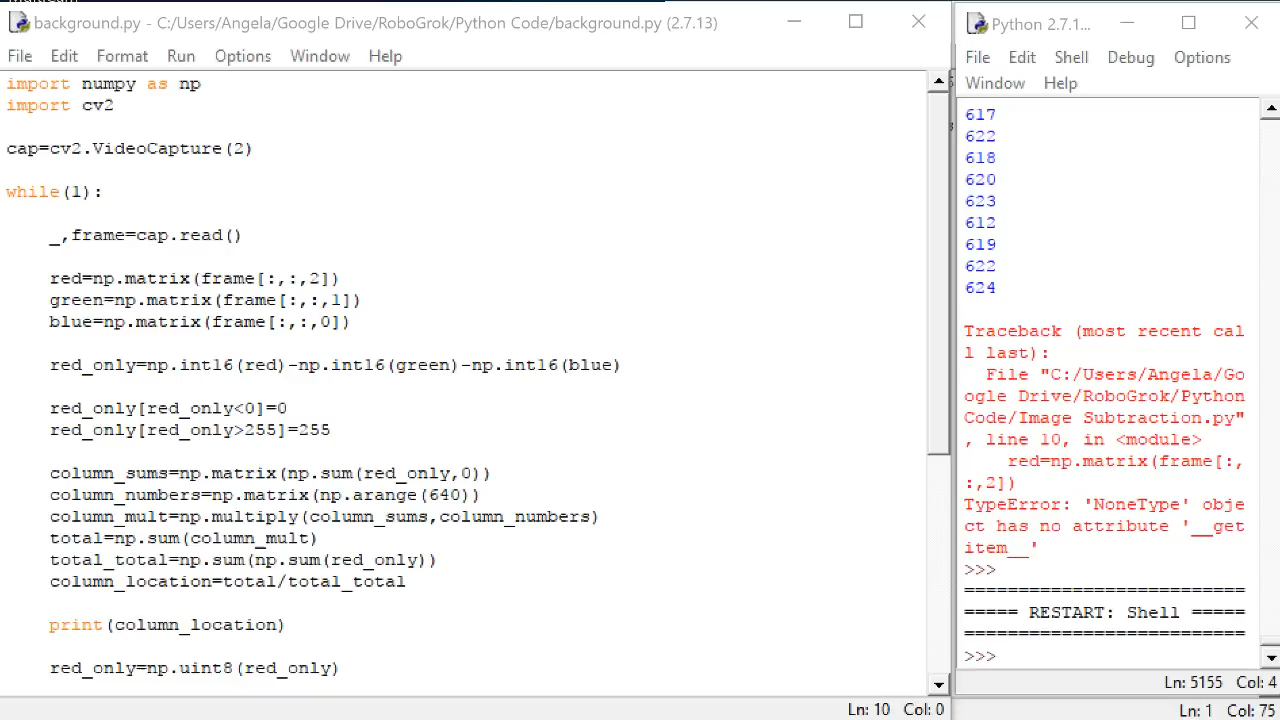 background.py - C:/Users/Angela/Google Drive/RoboGrok/Python Code/background.py (2.7.13)
File Edit Format Run Options Window Help
import numpy as np
import cv2
cap=cv2.VideoCapture(2)
while(1):
_,frame=cap.read()
red=np.matrix(frame[:,:,2])
green=np.matrix(frame[:,:,1])
blue=np.matrix(frame[:,:,0])
red_only=np.int16(red)-np.int16(green)-np.int16(blue)
red_only[red_only<0]=0
red_only[red_only>255]=255
column_sums=np.matrix(np.sum(red_only,0))
column_numbers=np.matrix(np.arange(640))
column_mult=np.multiply(column_sums,column_numbers)
total=np.sum(column_mult)
total_total=np.sum(np.sum(red_only))
column_location=total/total_total
print(column_location)
red_only=np.uint8(red_only)
Ln: 10 Col: 0
Python 2.7.1...
File Edit Shell Debug Options
Window Help
617
622
618
620
623
612
619
622
624
Traceback (most recent cal
l last):
File "C:/Users/Angela/Go
ogle Drive/RoboGrok/Python
Code/Image Subtraction.py"
, line 10, in <module>
red=np.matrix(frame[:,
:,2])
TypeError: 'NoneType' obje
ct has no attribute '__get
item__'
>>>
==========================
===== RESTART: Shell =====
==========================
>>>
Ln: 5155 Col: 4
Ln: 1 Col: 75